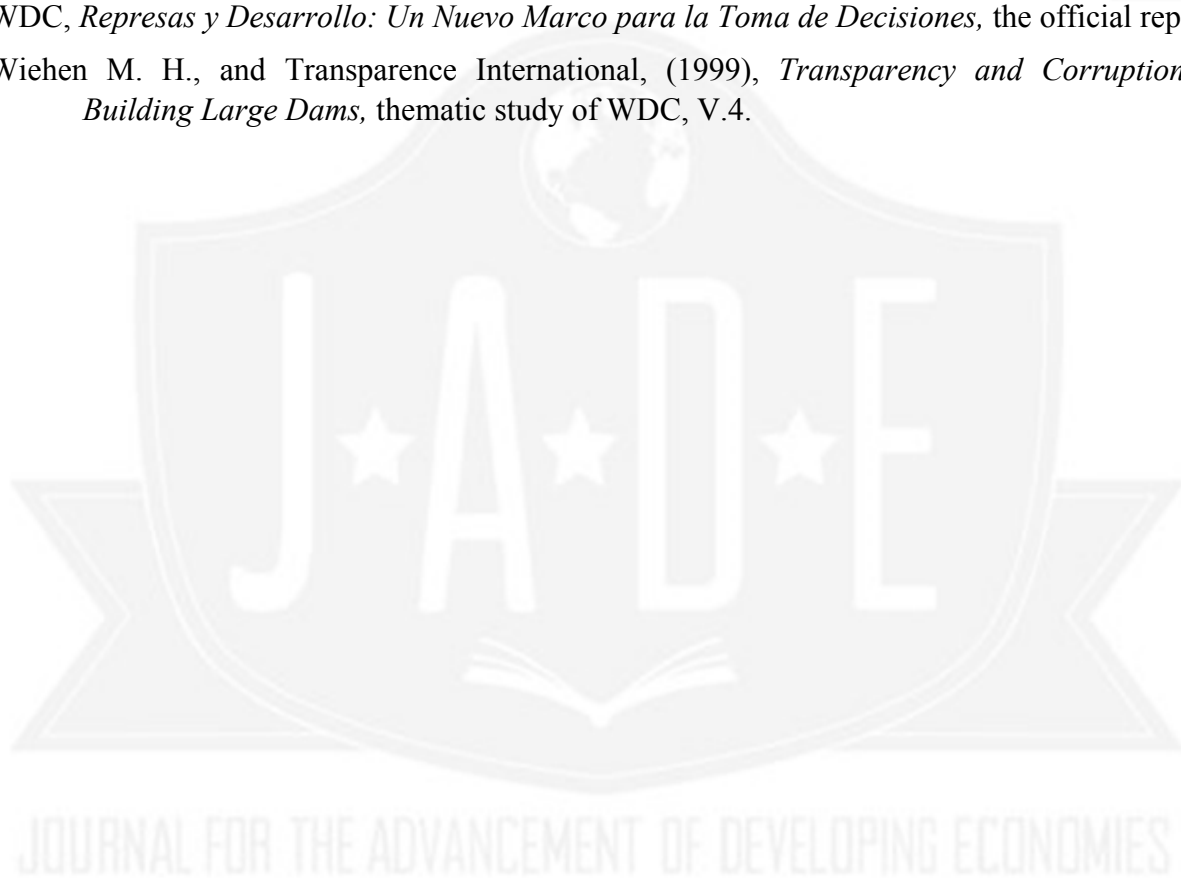 WDC, Represas y Desarrollo: Un Nuevo Marco para la Toma de Decisiones, the official rep
Wiehen M. H., and Transparence International, (1999), Transparency and Corruption
Building Large Dams, thematic study of WDC, V.4.
J★A★D★E
JOURNAL FOR THE ADVANCEMENT OF DEVELOPING ECONOMIES